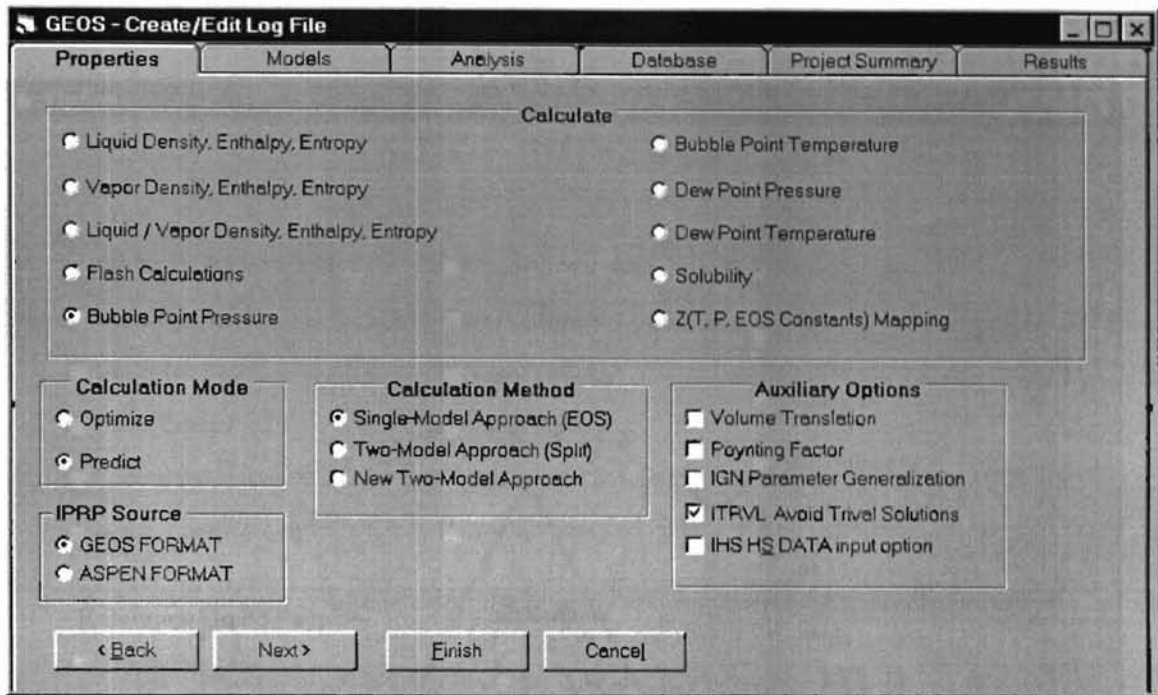 GEOS - Create/Edit Log File
Properties
Models
Analysis
Database
Project Summary
Results
Calculate
Liquid Density, Enthalpy, Entropy
Vapor Density, Enthalpy, Entropy
Liquid / Vapor Density, Enthalpy, Entropy
Flash Calculations
Bubble Point Pressure
Bubble Point Temperature
Dew Point Pressure
Dew Point Temperature
Solubility
Z(T, P, EOS Constants) Mapping
Calculation Mode
Optimize
Predict
Calculation Method
Single-Model Approach (EOS)
Two-Model Approach (Split)
New Two-Model Approach
Auxiliary Options
Volume Translation
Poynting Factor
IGN Parameter Generalization
ITRVL Avoid Trival Solutions
IHS HS DATA input option
IPRP Source
GEOS FORMAT
ASPEN FORMAT
< Back
Next >
Finish
Cancel